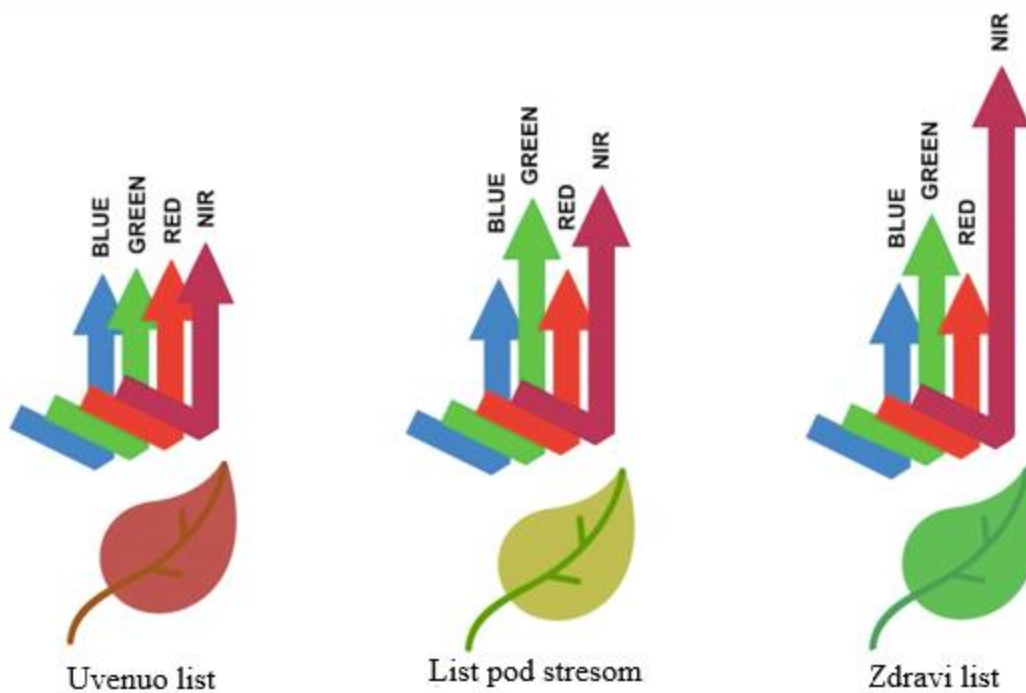 BLUE
GREEN
RED
NIR
BLUE
GREEN
RED
NIR
BLUE
GREEN
RED
NIR
Uvenuo list
List pod stresom
Zdravi list